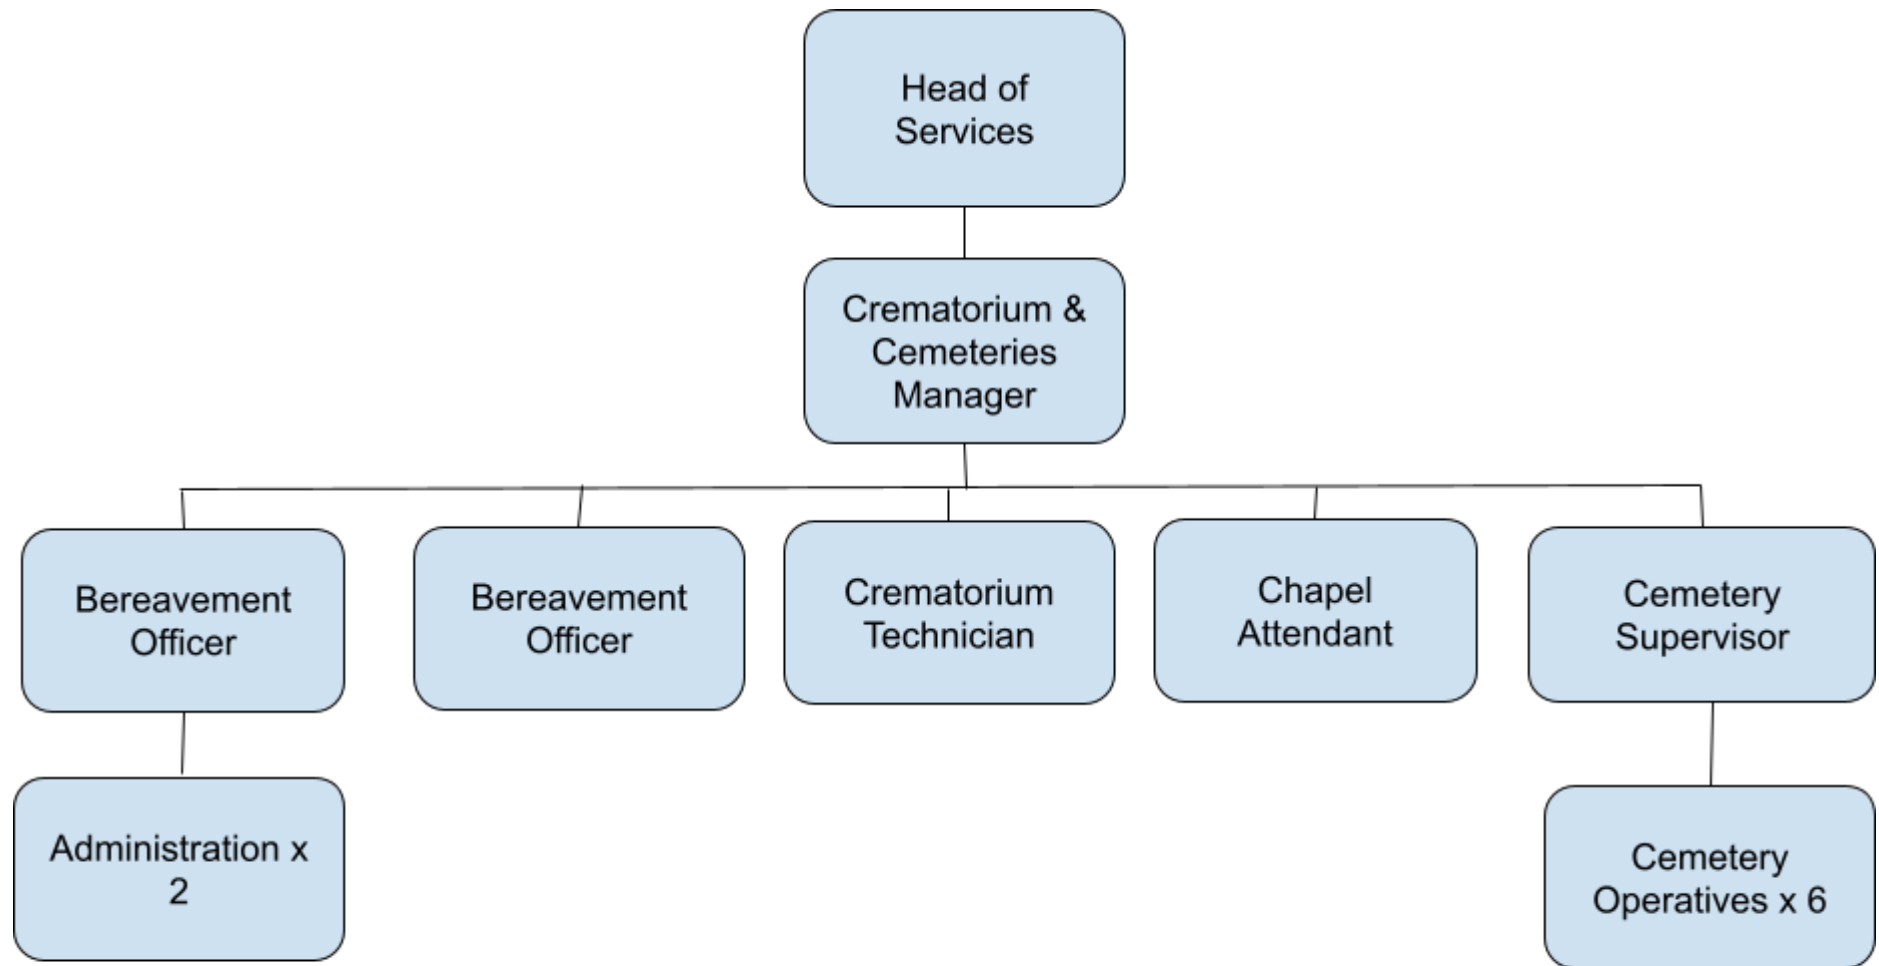 Head of
Services
Crematorium &
Cemeteries
Manager
Bereavement
Officer
Bereavement
Officer
Crematorium
Technician
Chapel
Attendant
Cemetery
Supervisor
Administration x
2
Cemetery
Operatives x 6